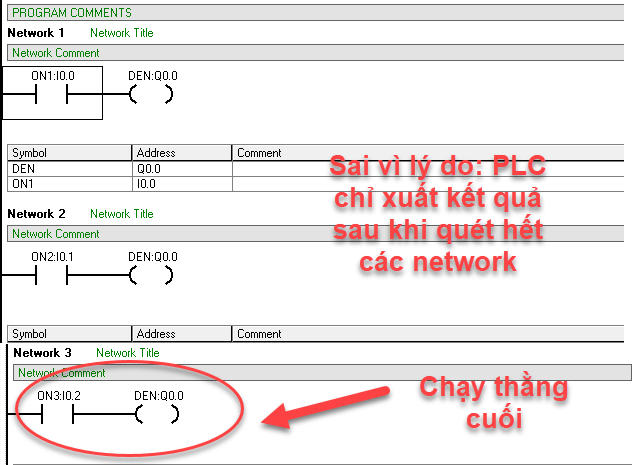 PROGRAM COMMENTS
Network 1 Network Title
Network Comment
ON1:I0.0 DEN:Q0.0
Symbol Address Comment
DEN Q0.0
ON1 I0.0
Sai vì lý do: PLC
chỉ xuất kết quả
sau khi quét hết
các network
Network 2 Network Title
Network Comment
ON2:I0.1 DEN:Q0.0
Symbol Address Comment
Network 3 Network Title
Network Comment
ON3:I0.2 DEN:Q0.0
Chạy thằng
cuối